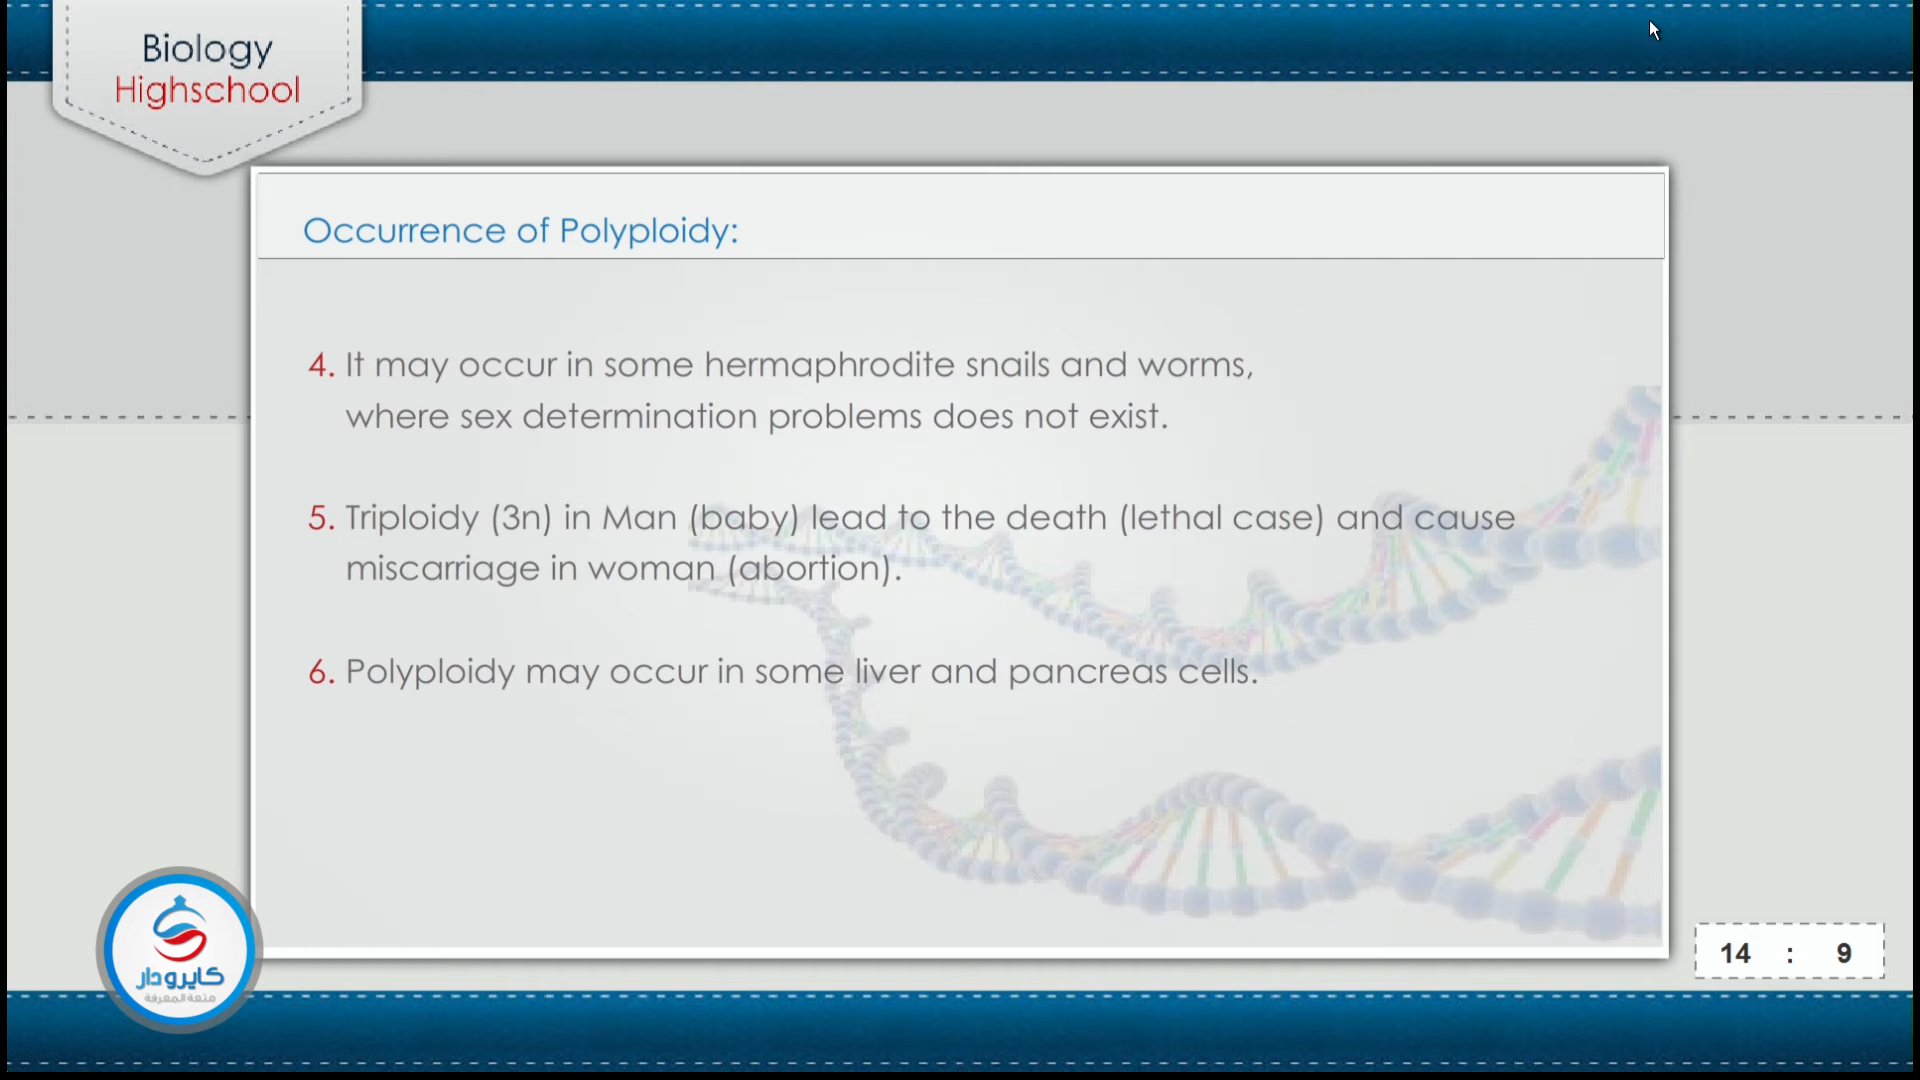 Biology
Highschool
Occurrence of Polyploidy:
4. It may occur in some hermaphrodite snails and worms,
where sex determination problems does not exist.
5. Triploidy (3n) in Man (baby) lead to the death (lethal case) and cause
miscarriage in woman (abortion).
6. Polyploidy may occur in some liver and pancreas cells.
كايرودار
متعة المعرفة
14 : 9